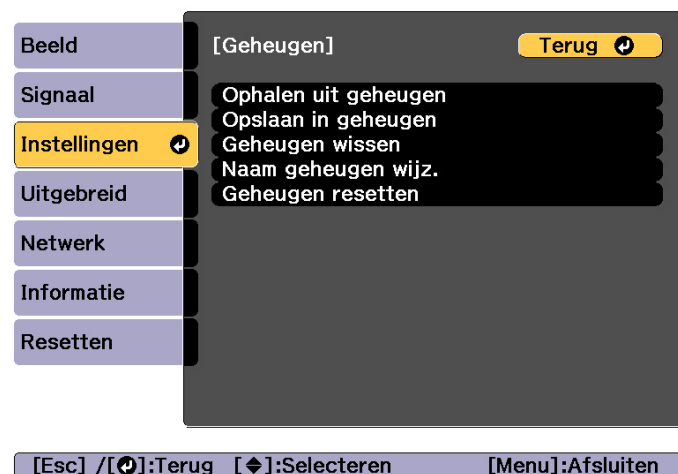 Beeld
Signaal
Instellingen
Uitgebreid
Netwerk
Informatie
Resetten
[Geheugen]
Terug
Ophalen uit geheugen
Opslaan in geheugen
Geheugen wissen
Naam geheugen wijz.
Geheugen resetten
[Esc] /[⏎]:Terug [◆]:Selecteren [Menu]:Afsluiten